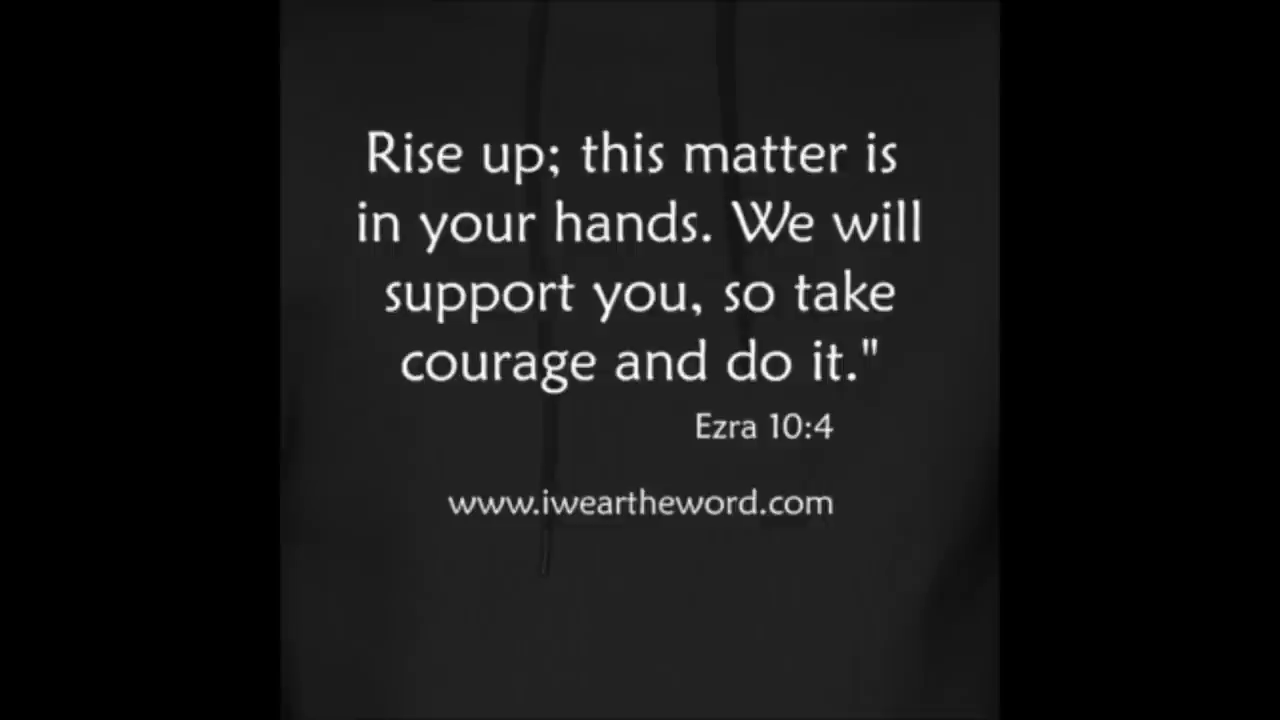 Rise up; this matter is
in your hands. We will
support you, so take
courage and do it."
Ezra 10:4
www.iweartheword.com